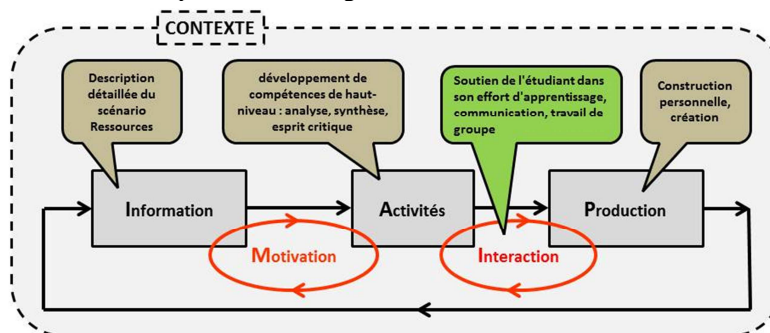 CONTEXTE
Description
détaillée du
scénario
Ressources
développement de
compétences de haut-
niveau : analyse, synthèse,
esprit critique
Soutien de l'étudiant dans
son effort d'apprentissage,
communication, travail de
groupe
Construction
personnelle,
création
Information
Activités
Production
Motivation
Interaction